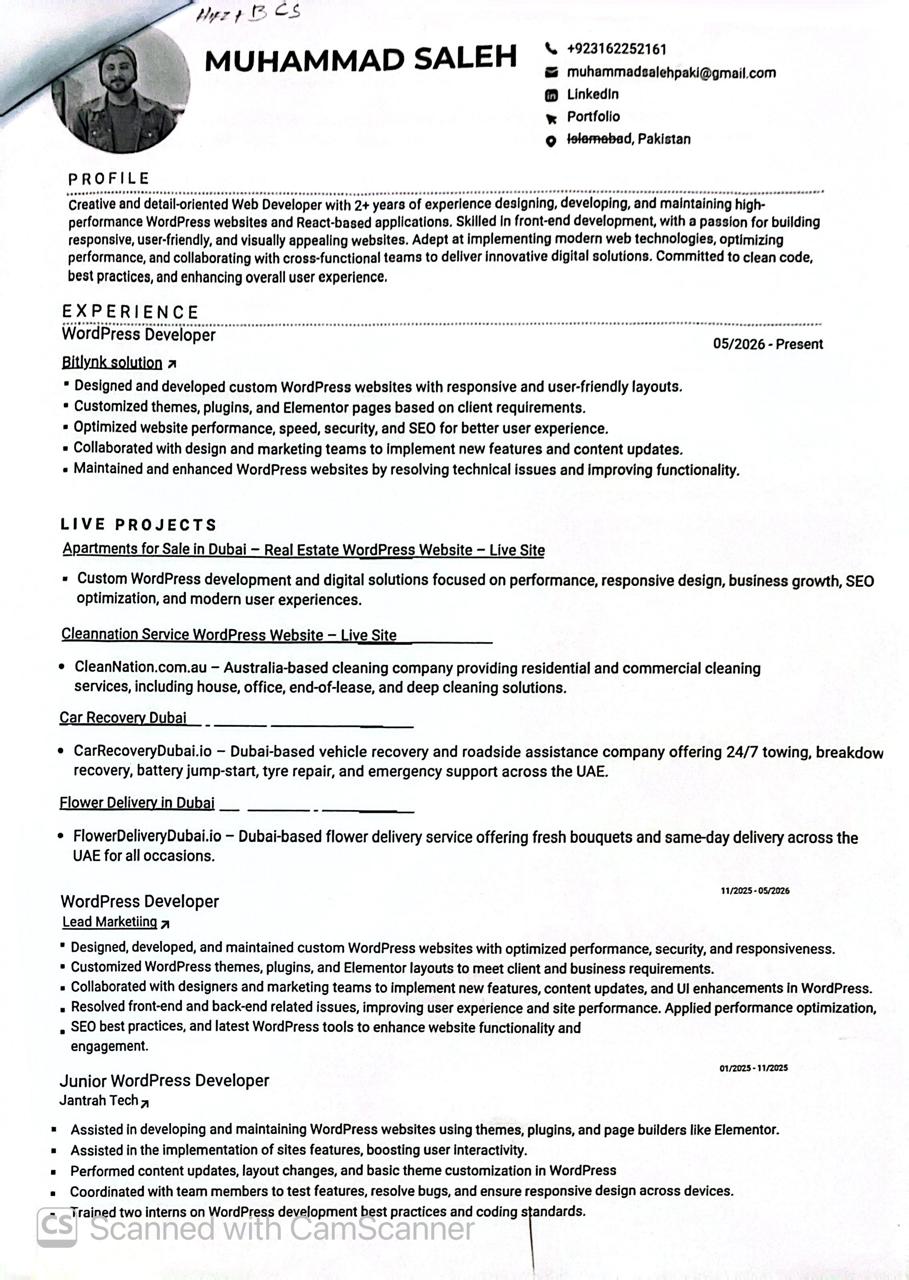 B CS
MUHAMMAD SALEH
+923162252161
muhammadsalehpaki@gmail.com
LinkedIn
Portfolio
Islamabad, Pakistan
PROFILE
Creative and detail-oriented Web Developer with 2+ years of experience designing, developing, and maintaining high-
performance WordPress websites and React-based applications. Skilled in front-end development, with a passion for building
responsive, user-friendly, and visually appealing websites. Adept at implementing modern web technologies, optimizing
performance, and collaborating with cross-functional teams to deliver innovative digital solutions. Committed to clean code,
best practices, and enhancing overall user experience.
EXPERIENCE
WordPress Developer
05/2026 - Present
Bitlynk solution
▪ Designed and developed custom WordPress websites with responsive and user-friendly layouts.
▪ Customized themes, plugins, and Elementor pages based on client requirements.
▪ Optimized website performance, speed, security, and SEO for better user experience.
▪ Collaborated with design and marketing teams to implement new features and content updates.
▪ Maintained and enhanced WordPress websites by resolving technical issues and improving functionality.
LIVE PROJECTS
Apartments for Sale in Dubai – Real Estate WordPress Website – Live Site
▪ Custom WordPress development and digital solutions focused on performance, responsive design, business growth, SEO
optimization, and modern user experiences.
Cleannation Service WordPress Website – Live Site
• CleanNation.com.au – Australia-based cleaning company providing residential and commercial cleaning
services, including house, office, end-of-lease, and deep cleaning solutions.
Car Recovery Dubai
• CarRecoveryDubai.io – Dubai-based vehicle recovery and roadside assistance company offering 24/7 towing, breakdow
recovery, battery jump-start, tyre repair, and emergency support across the UAE.
Flower Delivery in Dubai
• FlowerDeliveryDubai.io – Dubai-based flower delivery service offering fresh bouquets and same-day delivery across the
UAE for all occasions.
11/2025 - 05/2026
WordPress Developer
Lead Marketiing
▪ Designed, developed, and maintained custom WordPress websites with optimized performance, security, and responsiveness.
▪ Customized WordPress themes, plugins, and Elementor layouts to meet client and business requirements.
▪ Collaborated with designers and marketing teams to implement new features, content updates, and UI enhancements in WordPress.
▪ Resolved front-end and back-end related issues, improving user experience and site performance. Applied performance optimization,
▪ SEO best practices, and latest WordPress tools to enhance website functionality and
engagement.
01/2025 - 11/2025
Junior WordPress Developer
Jantrah Tech
▪ Assisted in developing and maintaining WordPress websites using themes, plugins, and page builders like Elementor.
▪ Assisted in the implementation of sites features, boosting user interactivity.
▪ Performed content updates, layout changes, and basic theme customization in WordPress
▪ Coordinated with team members to test features, resolve bugs, and ensure responsive design across devices.
▪ Trained two interns on WordPress development best practices and coding standards.
CS Scanned with CamScanner